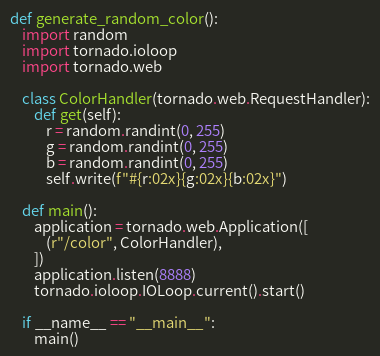 def generate_random_color():
    import random
    import tornado.ioloop
    import tornado.web

    class ColorHandler(tornado.web.RequestHandler):
        def get(self):
            r = random.randint(0, 255)
            g = random.randint(0, 255)
            b = random.randint(0, 255)
            self.write(f"#{r:02x}{g:02x}{b:02x}")

    def main():
        application = tornado.web.Application([
            (r"/color", ColorHandler),
        ])
        application.listen(8888)
        tornado.ioloop.IOLoop.current().start()

    if __name__ == "__main__":
        main()